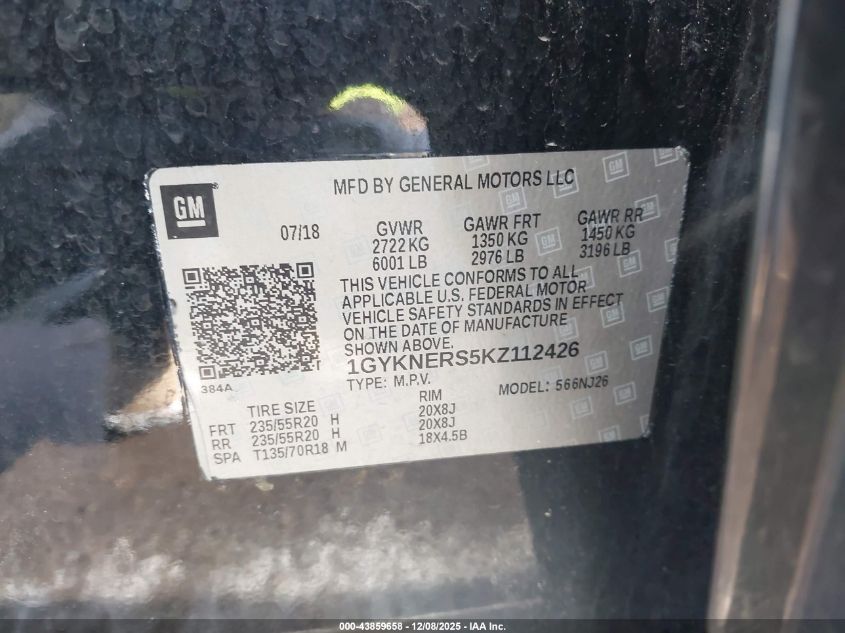 GM
MFD BY GENERAL MOTORS LLC
07/18
GVWR GAWR FRT GAWR RR
2722 KG 1350 KG 1450 KG
6001 LB 2976 LB 3196 LB
THIS VEHICLE CONFORMS TO ALL
APPLICABLE U.S. FEDERAL MOTOR
VEHICLE SAFETY STANDARDS IN EFFECT
ON THE DATE OF MANUFACTURE
SHOWN ABOVE.
1GYKNERS5KZ112426
384A
TYPE: M.P.V. MODEL: 566NJ26
TIRE SIZE RIM
FRT 235/55R20 H 20X8J
RR 235/55R20 H 20X8J
SPA T135/70R18 M 18X4.5B
000-43859658 | 12/08/2025 - IAA Inc.